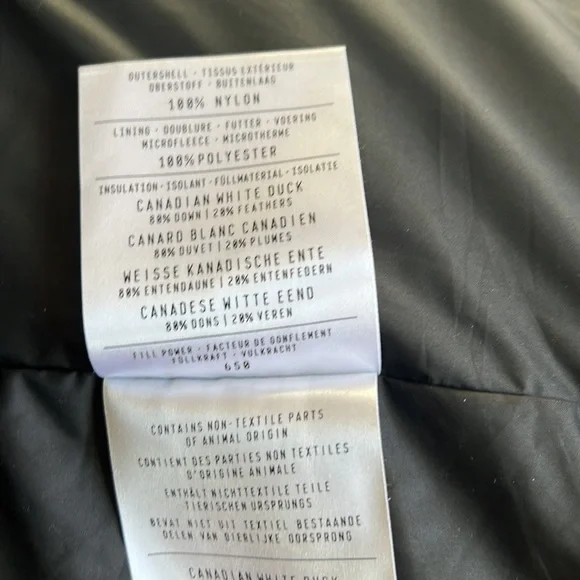 OUTERSHELL · TISSUS EXTÉRIEUR
OBERSTOFF · BUITENLAAG
100% NYLON
LINING · DOUBLURE · FUTTER · VOERING
MICROFLEECE · MICROTHERME
100% POLYESTER
INSULATION · ISOLANT · FÜLLMATERIAL · ISOLATIE
CANADIAN WHITE DUCK
80% DOWN | 20% FEATHERS
CANARD BLANC CANADIEN
80% DUVET | 20% PLUMES
WEISSE KANADISCHE ENTE
80% ENTENDAUNE | 20% ENTENFEDERN
CANADESE WITTE EEND
80% DONS | 20% VEREN
FILL POWER · FACTEUR DE GONFLEMENT
FÜLLKRAFT · VULKRACHT
650
CONTAINS NON-TEXTILE PARTS
OF ANIMAL ORIGIN
CONTIENT DES PARTIES NON TEXTILES
D'ORIGINE ANIMALE
ENTHÄLT NICHTTEXTILE TEILE
TIERISCHEN URSPRUNGS
BEVAT NIET UIT TEXTIEL BESTAANDE
DELEN VAN DIERLIJKE OORSPRONG
CANADIAN WHITE DUCK